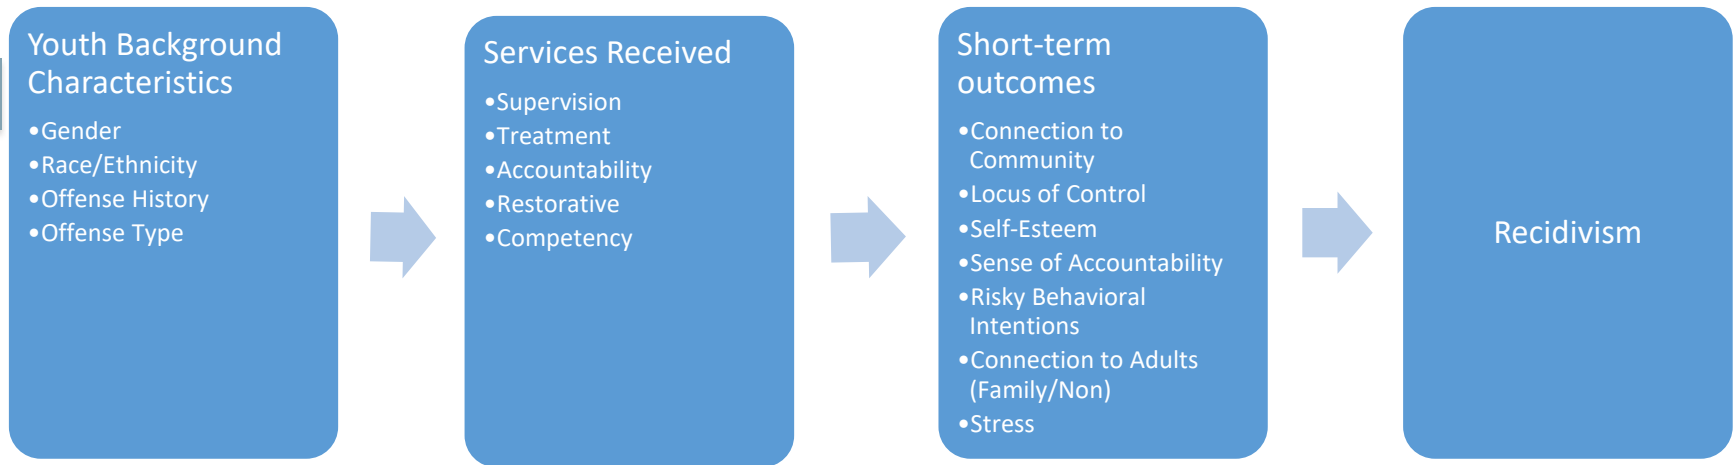 Youth Background
Characteristics
•Gender
•Race/Ethnicity
•Offense History
•Offense Type
Services Received
•Supervision
•Treatment
•Accountability
•Restorative
•Competency
Short-term
outcomes
•Connection to
Community
•Locus of Control
•Self-Esteem
•Sense of Accountability
•Risky Behavioral
Intentions
•Connection to Adults
(Family/Non)
•Stress
Recidivism